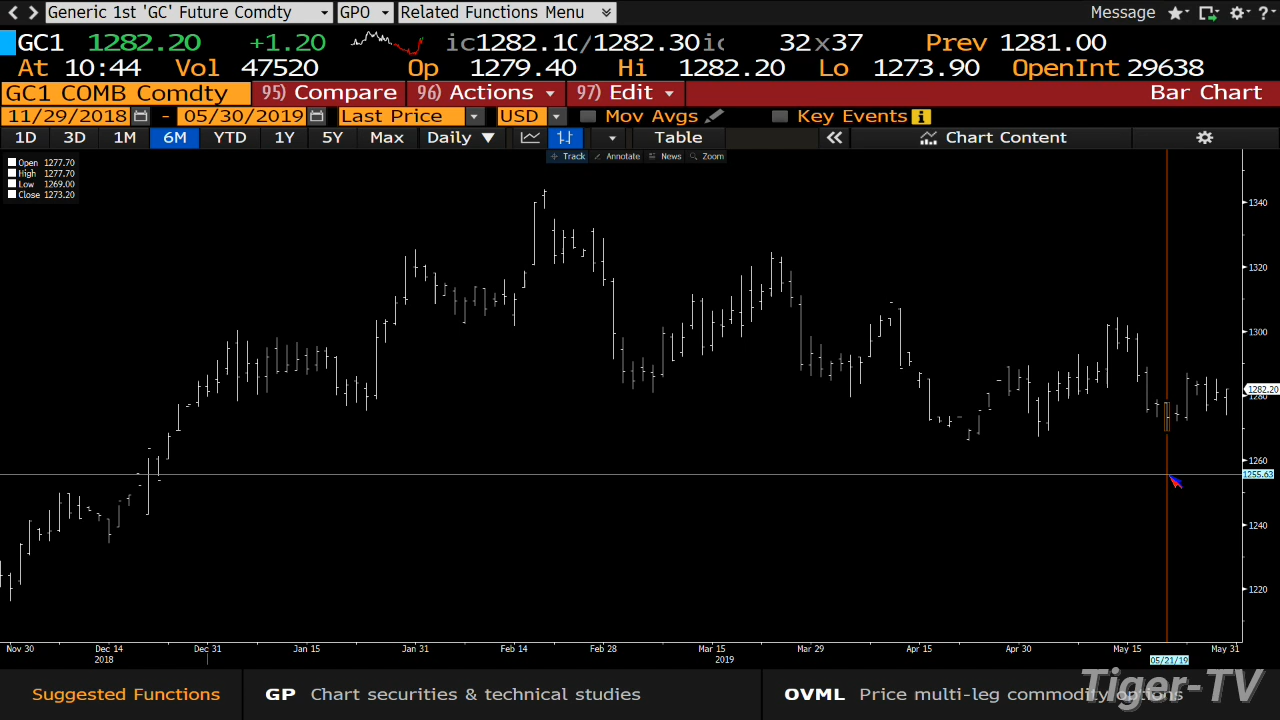 Generic 1st 'GC' Future Comdty GPO Related Functions Menu Message ?
GC1 1282.20 +1.20 ic1282.10/1282.30ic 32x37 Prev 1281.00
At 10:44 Vol 47520 Op 1279.40 Hi 1282.20 Lo 1273.90 OpenInt 29638
GC1 COMB Comdty 95) Compare 96) Actions 97) Edit Bar Chart
11/29/2018 - 05/30/2019 Last Price USD Mov Avgs Key Events
1D 3D 1M 6M YTD 1Y 5Y Max Daily Table Chart Content
Track Annotate News Zoom
Open 1277.70
High 1277.70
Low 1269.00
Close 1273.20
1340
1320
1300
1282.20
1280
1260
1255.63
1240
1220
Nov 30 Dec 14 Dec 31 Jan 15 Jan 31 Feb 14 Feb 28 Mar 15 Mar 29 Apr 15 Apr 30 May 15 May 31
2018 2019 05/21/19
Suggested Functions GP Chart securities & technical studies OVML Price multi-leg commodity options
Tiger-TV